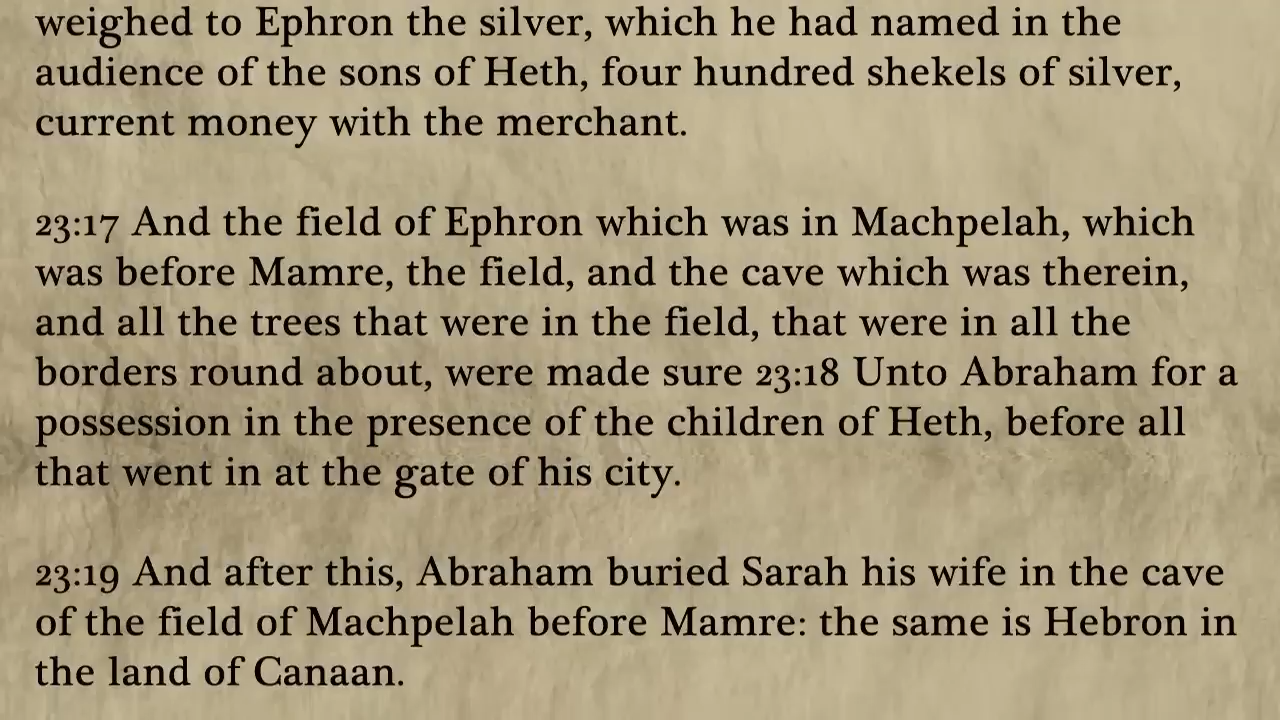 weighed to Ephron the silver, which he had named in the
audience of the sons of Heth, four hundred shekels of silver,
current money with the merchant.
23:17 And the field of Ephron which was in Machpelah, which
was before Mamre, the field, and the cave which was therein,
and all the trees that were in the field, that were in all the
borders round about, were made sure 23:18 Unto Abraham for a
possession in the presence of the children of Heth, before all
that went in at the gate of his city.
23:19 And after this, Abraham buried Sarah his wife in the cave
of the field of Machpelah before Mamre: the same is Hebron in
the land of Canaan.